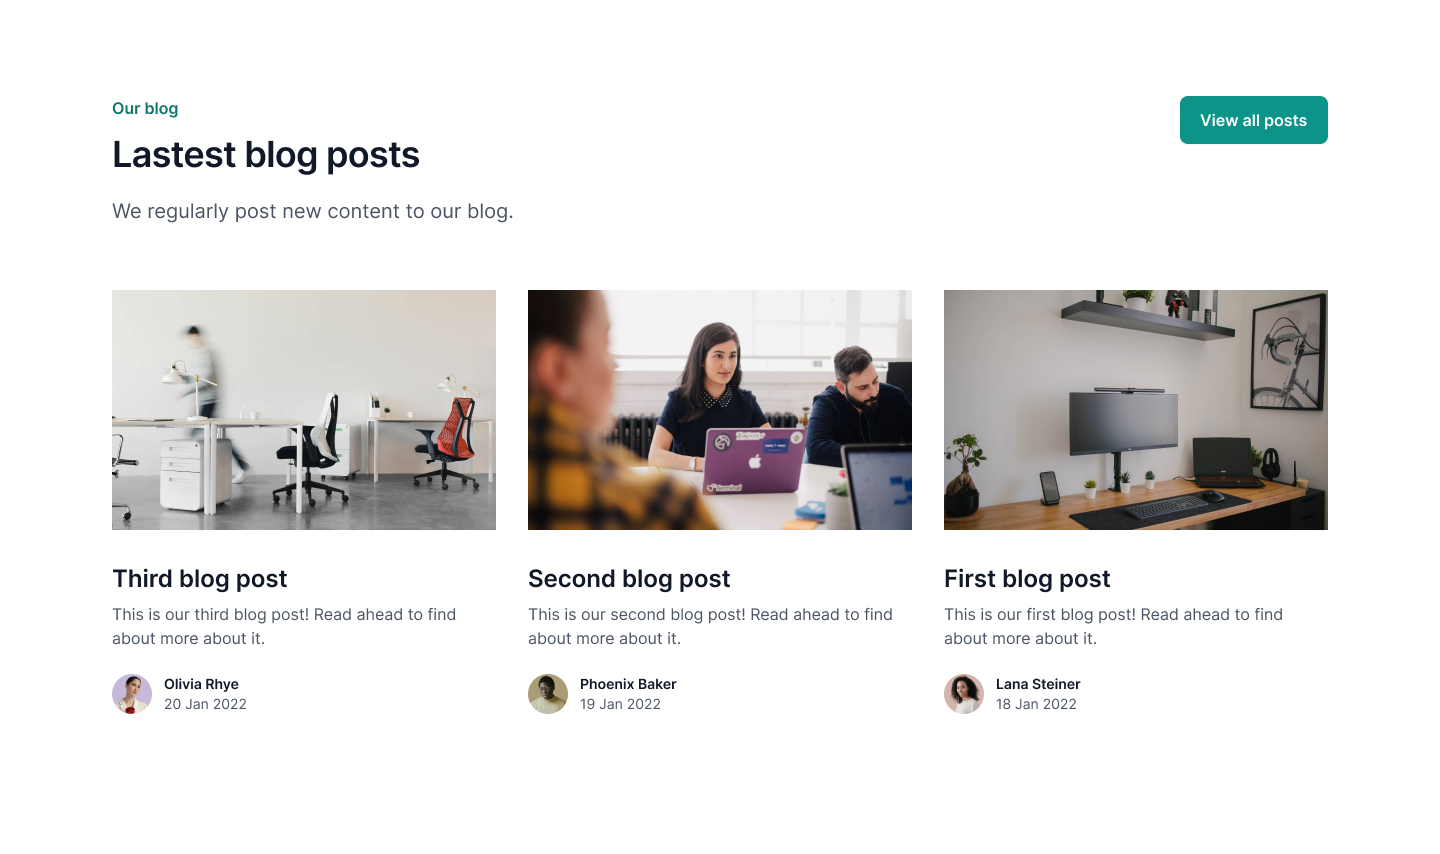 Our blog
View all posts
Lastest blog posts
We regularly post new content to our blog.
Third blog post
This is our third blog post! Read ahead to find
about more about it.
Olivia Rhye
20 Jan 2022
Second blog post
This is our second blog post! Read ahead to find
about more about it.
Phoenix Baker
19 Jan 2022
First blog post
This is our first blog post! Read ahead to find
about more about it.
Lana Steiner
18 Jan 2022